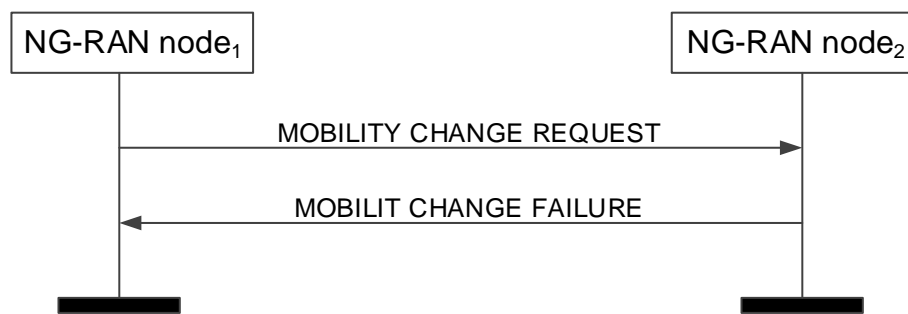 NG-RAN node₁
NG-RAN node₂
MOBILITY CHANGE REQUEST
MOBILIT CHANGE FAILURE